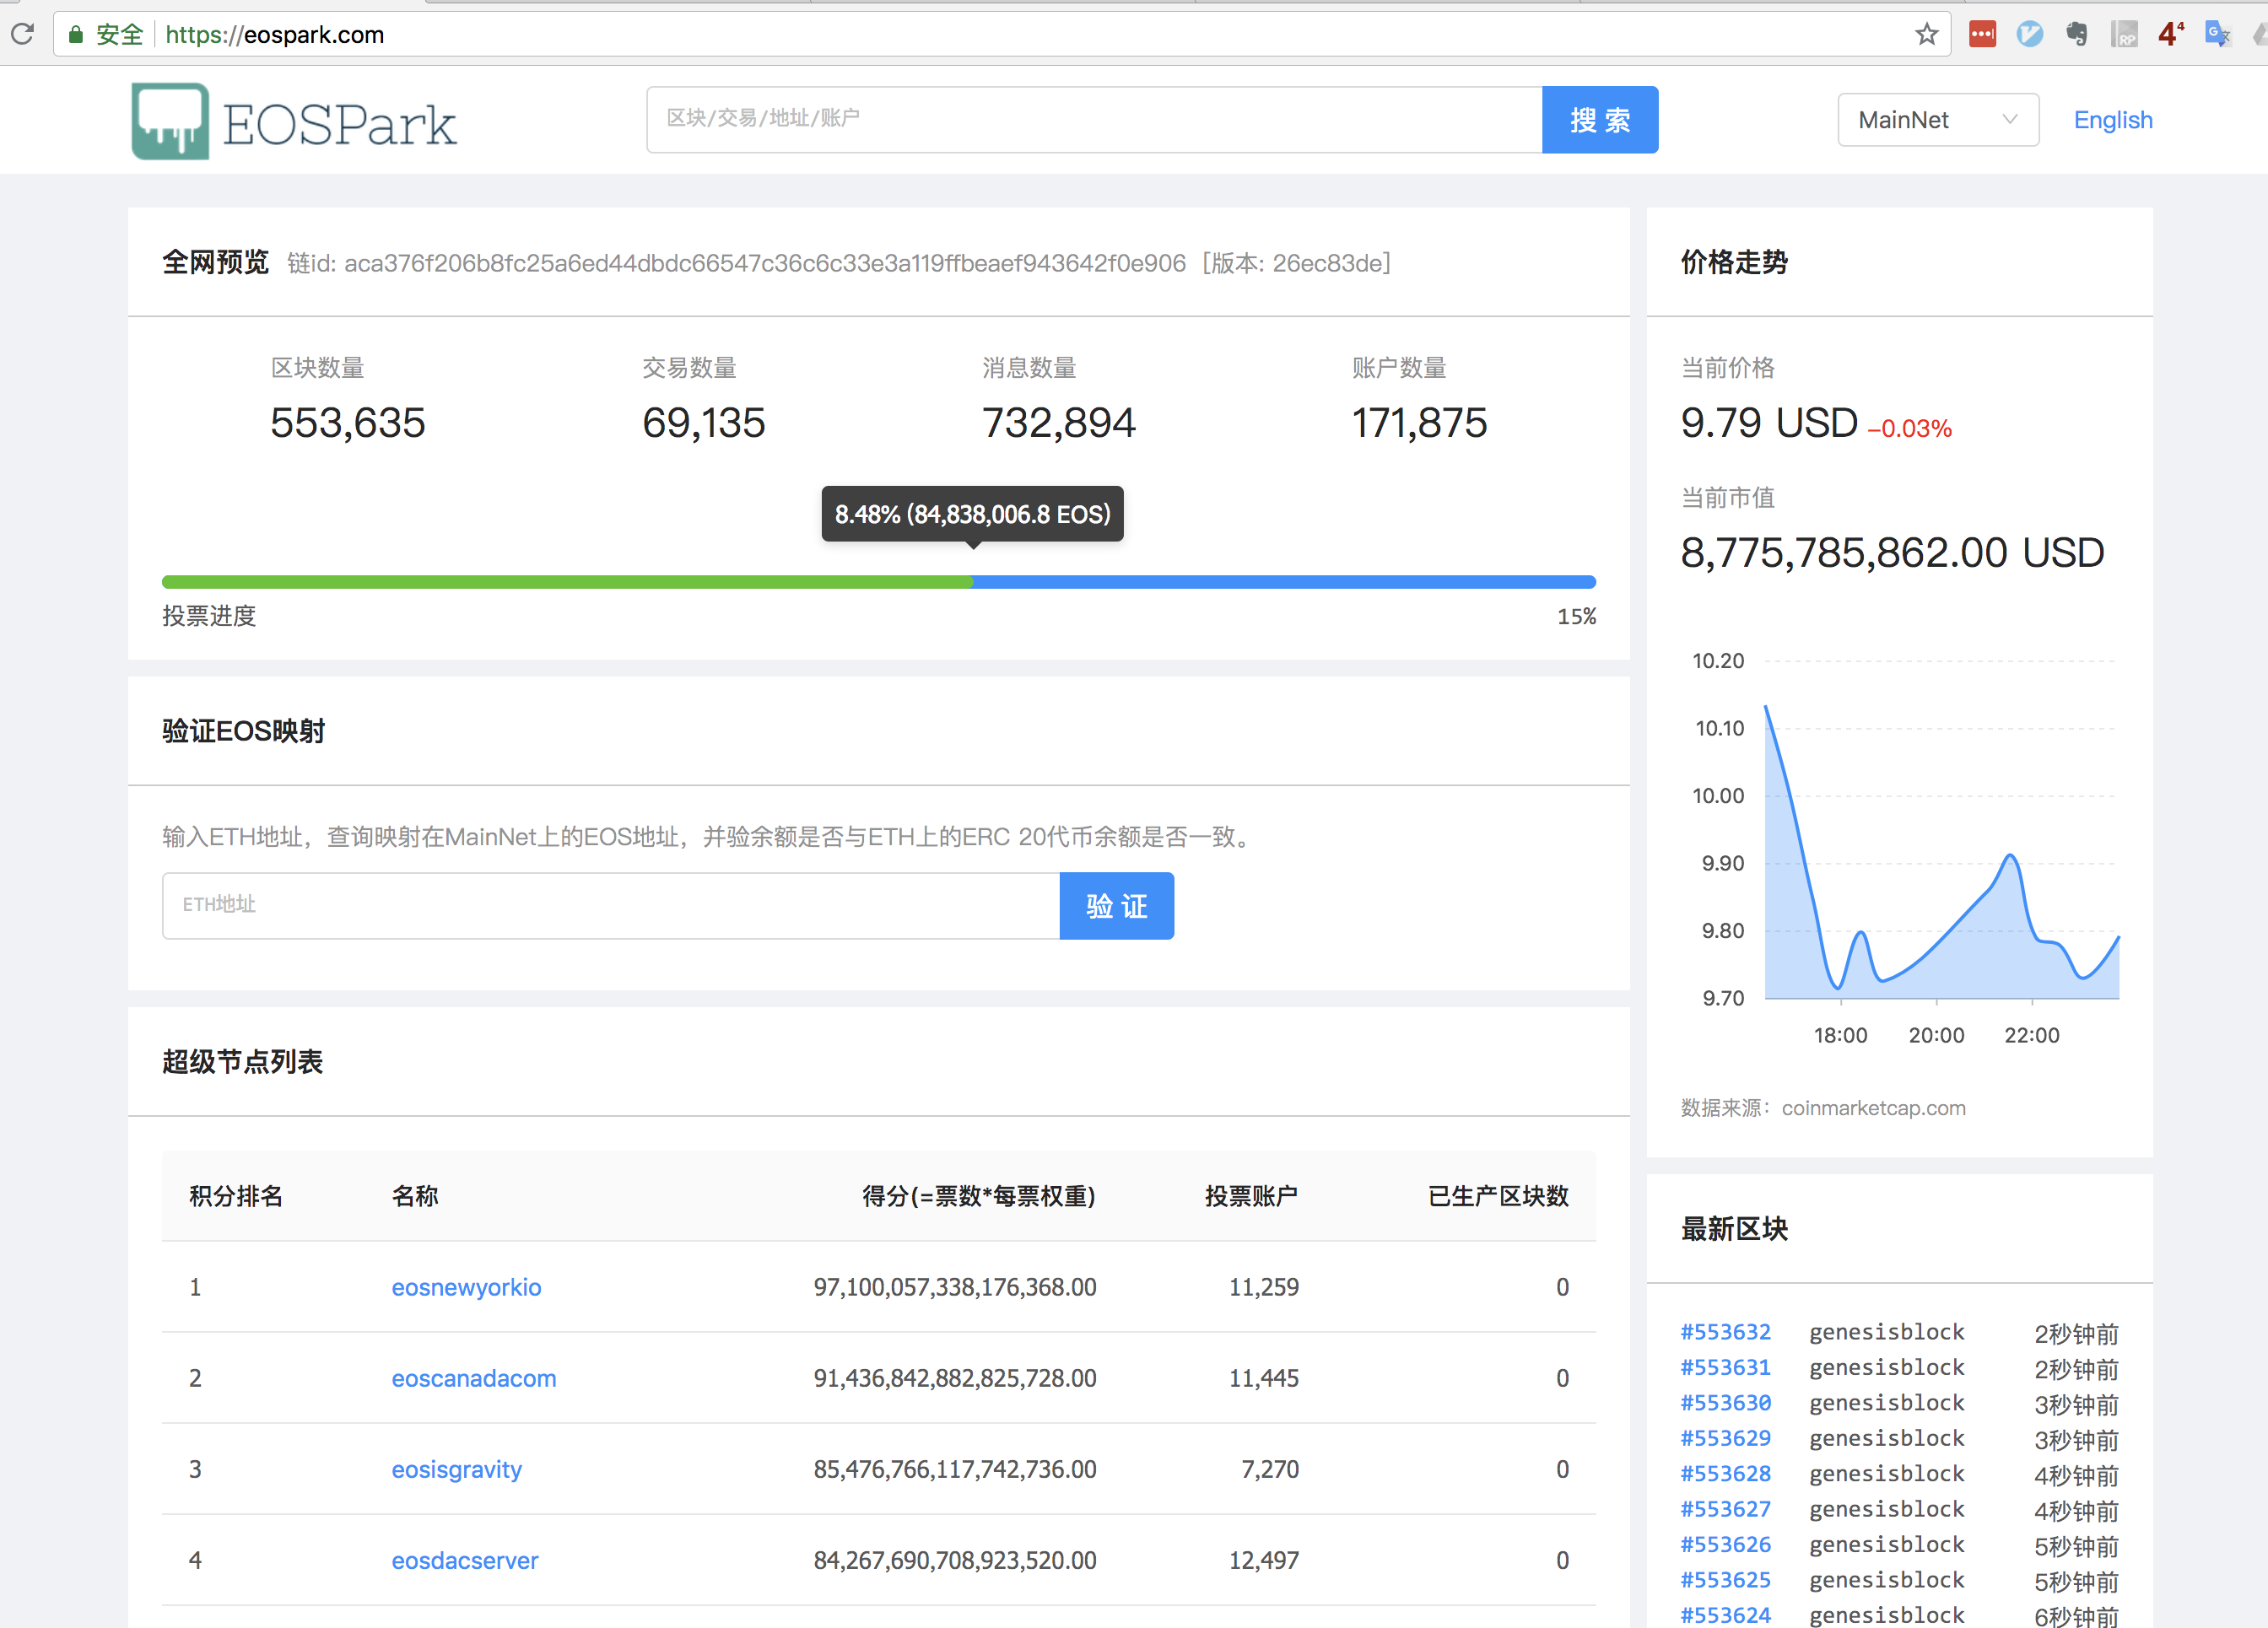 安全 https://eospark.com
EOSPark
区块/交易/地址/账户
搜 索
MainNet
English
全网预览 链id: aca376f206b8fc25a6ed44dbdc66547c36c6c33e3a119ffbeaef943642f0e906 [版本: 26ec83de]
区块数量 交易数量 消息数量 账户数量
553,635 69,135 732,894 171,875
8.48% (84,838,006.8 EOS)
投票进度 15%
验证EOS映射
输入ETH地址，查询映射在MainNet上的EOS地址，并验余额是否与ETH上的ERC 20代币余额是否一致。
ETH地址
验 证
超级节点列表
积分排名 名称 得分(=票数*每票权重) 投票账户 已生产区块数
1 eosnewyorkio 97,100,057,338,176,368.00 11,259 0
2 eoscanadacom 91,436,842,882,825,728.00 11,445 0
3 eosisgravity 85,476,766,117,742,736.00 7,270 0
4 eosdacserver 84,267,690,708,923,520.00 12,497 0
价格走势
当前价格
9.79 USD -0.03%
当前市值
8,775,785,862.00 USD
10.20
10.10
10.00
9.90
9.80
9.70
18:00 20:00 22:00
数据来源：coinmarketcap.com
最新区块
#553632 genesisblock 2秒钟前
#553631 genesisblock 2秒钟前
#553630 genesisblock 3秒钟前
#553629 genesisblock 3秒钟前
#553628 genesisblock 4秒钟前
#553627 genesisblock 4秒钟前
#553626 genesisblock 5秒钟前
#553625 genesisblock 5秒钟前
#553624 genesisblock 6秒钟前